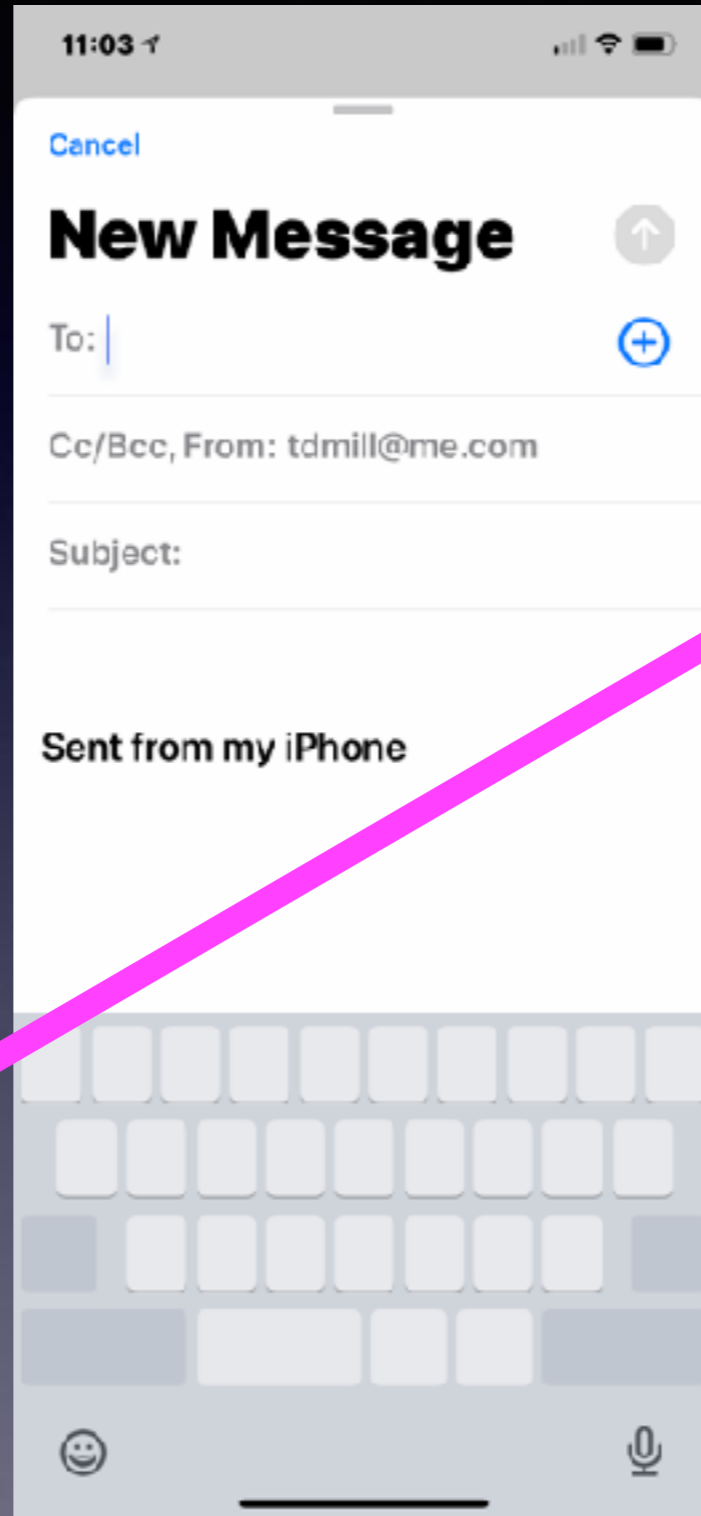 11:03
Cancel
New Message
To:
Cc/Bcc, From: tdmill@me.com
Subject:
Sent from my iPhone